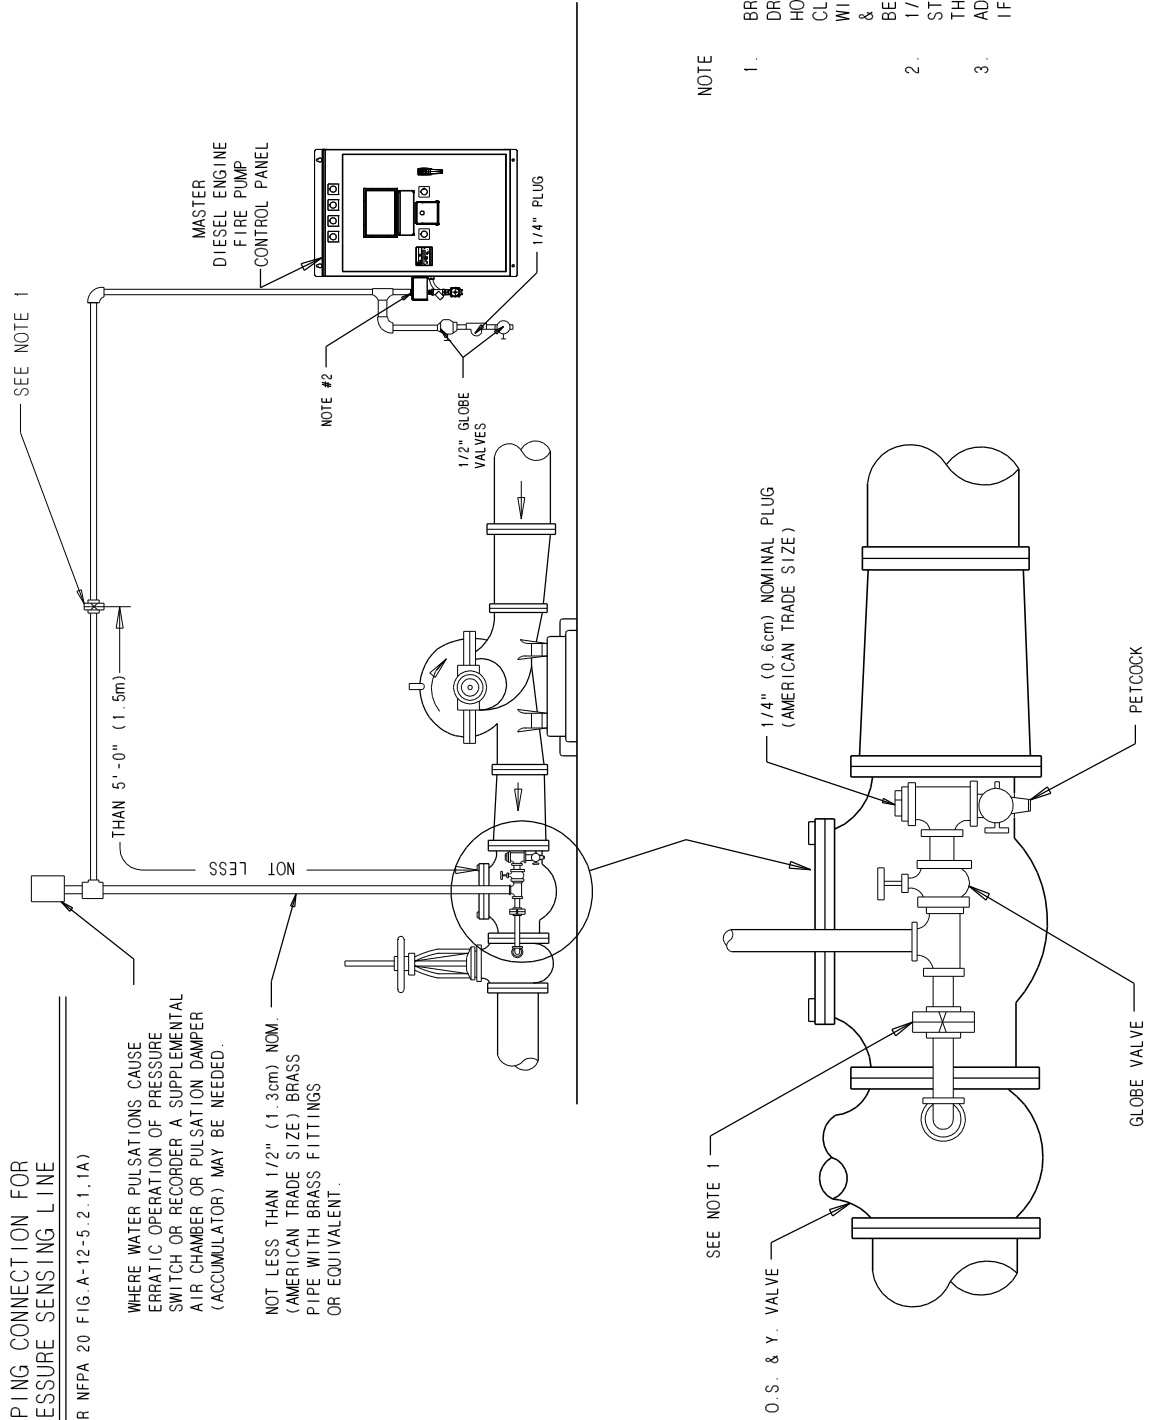 PING CONNECTION FOR
ESSURE SENSING LINE
R NFPA 20 FIG.A-12-5.2.1,1A)
WHERE WATER PULSATIONS CAUSE
ERRATIC OPERATION OF PRESSURE
SWITCH OR RECORDER A SUPPLEMENTAL
AIR CHAMBER OR PULSATION DAMPER
(ACCUMULATOR) MAY BE NEEDED.
NOT LESS THAN 1/2" (1.3cm) NOM.
(AMERICAN TRADE SIZE) BRASS
PIPE WITH BRASS FITTINGS
OR EQUIVALENT.
NOT LESS
THAN 5'-0" (1.5m)
SEE NOTE 1
MASTER
DIESEL ENGINE
FIRE PUMP
CONTROL PANEL
NOTE #2
1/2" GLOBE
VALVES
1/4" PLUG
SEE NOTE 1
O.S. & Y. VALVE
1/4" (0.6cm) NOMINAL PLUG
(AMERICAN TRADE SIZE)
GLOBE VALVE
PETCOCK
NOTE
1. BR
DR
HO
CL
WI
&
BE
2. 1/
ST
TH
3. AD
IF